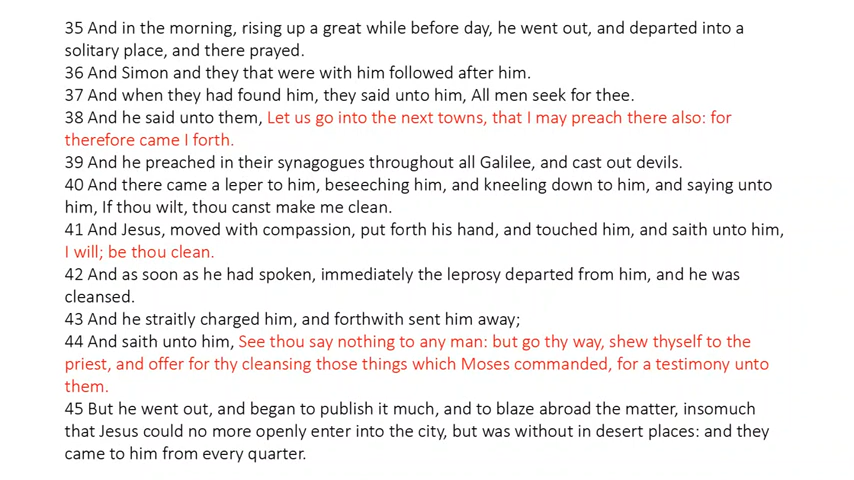 35 And in the morning, rising up a great while before day, he went out, and departed into a
solitary place, and there prayed.
36 And Simon and they that were with him followed after him.
37 And when they had found him, they said unto him, All men seek for thee.
38 And he said unto them, Let us go into the next towns, that I may preach there also: for
therefore came I forth.
39 And he preached in their synagogues throughout all Galilee, and cast out devils.
40 And there came a leper to him, beseeching him, and kneeling down to him, and saying unto
him, If thou wilt, thou canst make me clean.
41 And Jesus, moved with compassion, put forth his hand, and touched him, and saith unto him,
I will; be thou clean.
42 And as soon as he had spoken, immediately the leprosy departed from him, and he was
cleansed.
43 And he straitly charged him, and forthwith sent him away;
44 And saith unto him, See thou say nothing to any man: but go thy way, shew thyself to the
priest, and offer for thy cleansing those things which Moses commanded, for a testimony unto
them.
45 But he went out, and began to publish it much, and to blaze abroad the matter, insomuch
that Jesus could no more openly enter into the city, but was without in desert places: and they
came to him from every quarter.